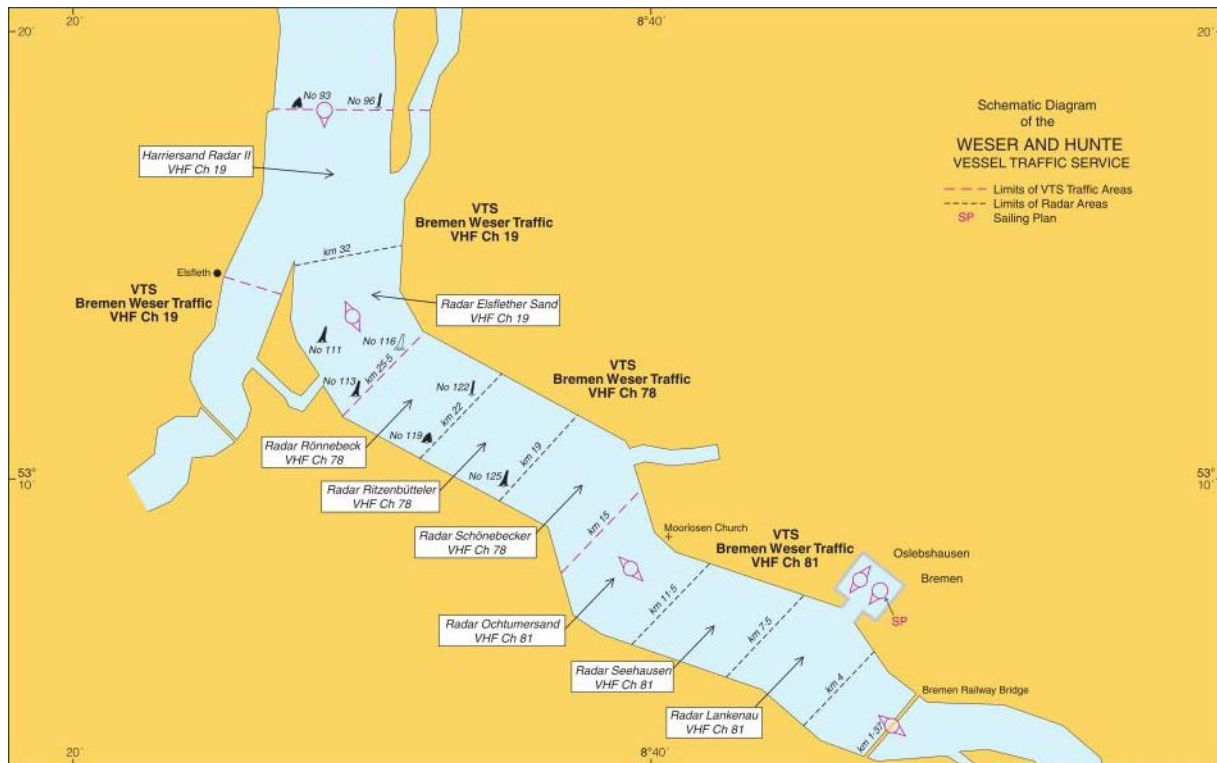 20´
8°40´
20´
20´
No 93
No 96
Schematic Diagram
of the
WESER AND HUNTE
VESSEL TRAFFIC SERVICE
Limits of VTS Traffic Areas
Limits of Radar Areas
SP Sailing Plan
Harriersand Radar II
VHF Ch 19
VTS
Bremen Weser Traffic
VHF Ch 19
km 32
Elsfleth
VTS
Bremen Weser Traffic
VHF Ch 19
Radar Elsflether Sand
VHF Ch 19
No 111
No 116
km 25·5
No 113
VTS
Bremen Weser Traffic
VHF Ch 78
No 122
km 22
No 119
Radar Rönnebeck
VHF Ch 78
km 19
No 125
Radar Ritzenbütteler
VHF Ch 78
53°
10´
53°
10´
Radar Schönebecker
VHF Ch 78
km 15
Moorlosen Church
VTS
Bremen Weser Traffic
VHF Ch 81
Oslebshausen
Bremen
SP
km 11·5
Radar Ochtumersand
VHF Ch 81
km 7·5
Radar Seehausen
VHF Ch 81
km 4
Radar Lankenau
VHF Ch 81
Bremen Railway Bridge
km 1·37
20´
8°40´